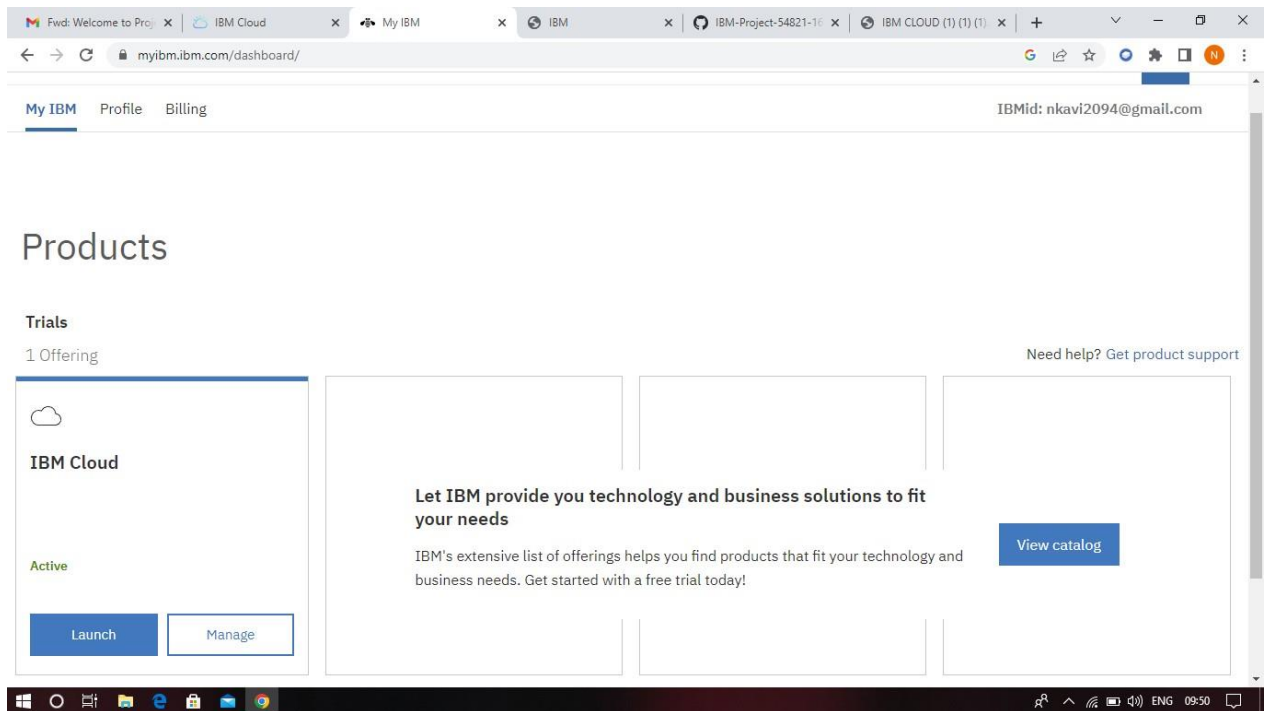 Fwd: Welcome to Proj
IBM Cloud
My IBM
IBM
IBM-Project-54821-16
IBM CLOUD (1) (1) (1)
myibm.ibm.com/dashboard/
N
My IBM Profile Billing
IBMid: nkavi2094@gmail.com
Products
Trials
1 Offering
Need help? Get product support
IBM Cloud
Active
Launch
Manage
Let IBM provide you technology and business solutions to fit
your needs
IBM's extensive list of offerings helps you find products that fit your technology and
business needs. Get started with a free trial today!
View catalog
ENG 09:50